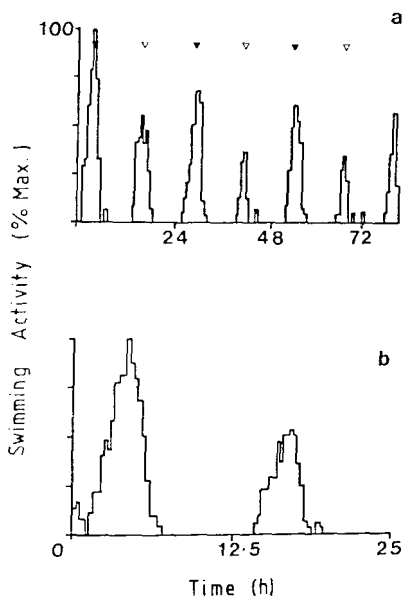 a
100
24 48 72
Swimming Activity (% Max.)
b
0 12·5 25
Time (h)